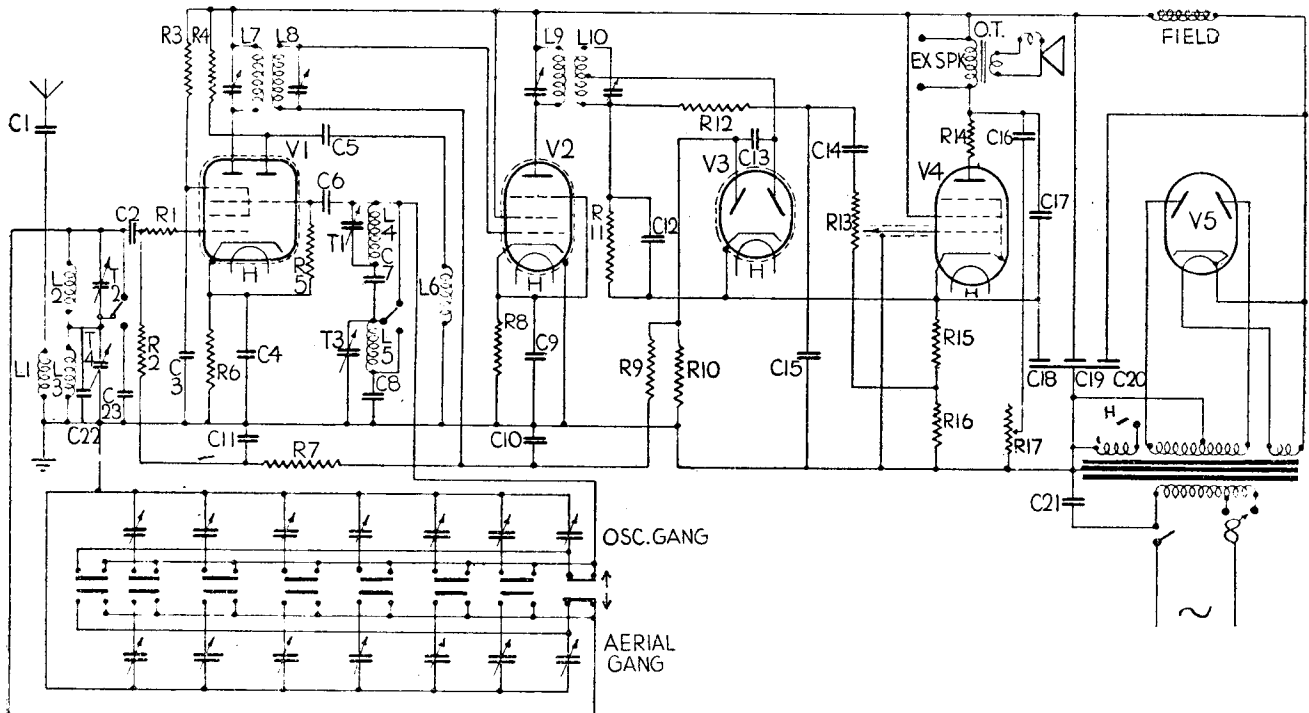 R3 R4 L7 L8 L9 L10 O.T. FIELD
EX SPK
C1 V1 C5 V2 R12 C13 R14 C16
C6 V3 C14 V4 C17
C2 R1 T1 L4 R11 C12 R13 V5
L2 T2 R5 H C7 L6 H H H
R2 T3 L5 R8 C9 R15
L1 L3 T4 C3 R6 C4 C8 R9 R10 C15 C18 C19 C20
C23 R16 H
C22 C11 C10 R17
R7
C21
OSC. GANG
AERIAL
GANG